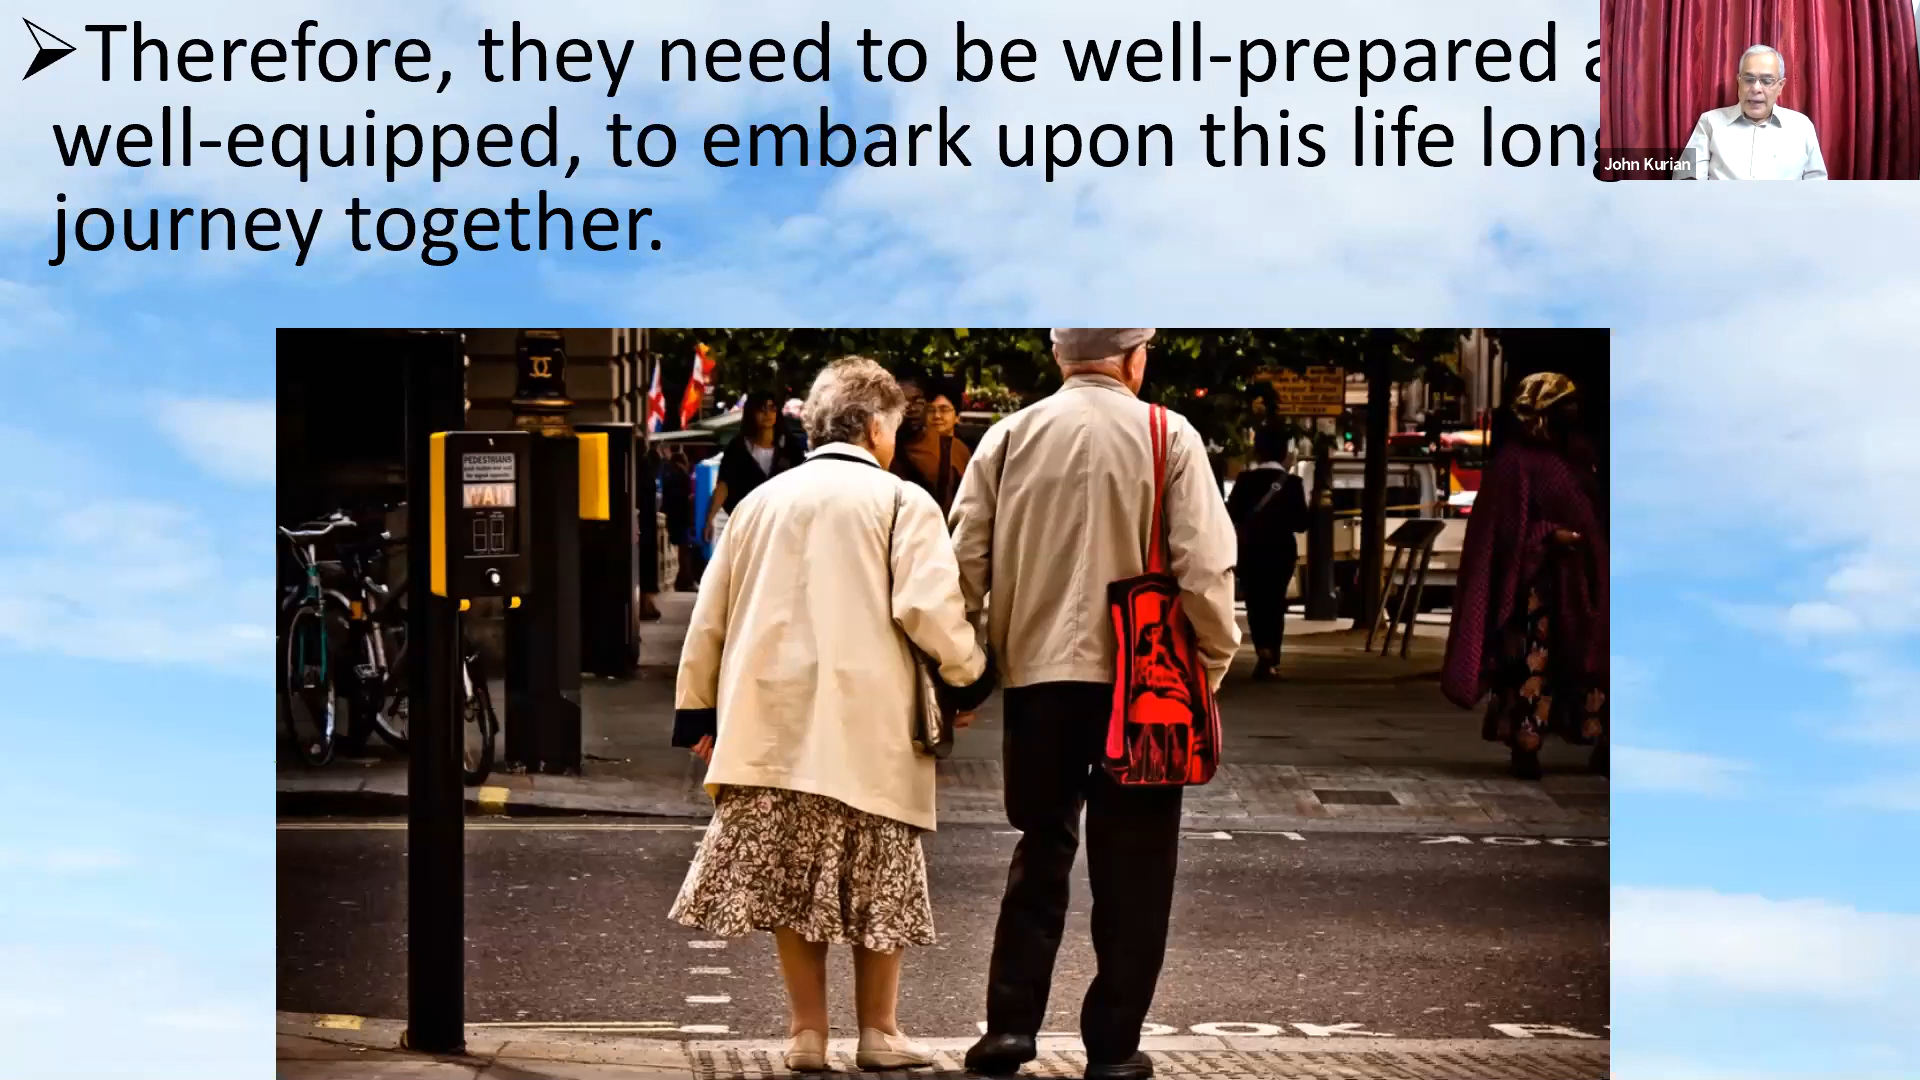 ➢Therefore, they need to be well-prepared a
well-equipped, to embark upon this life long
journey together.
John Kurian
PEDESTRIANS
WAIT
LOOK